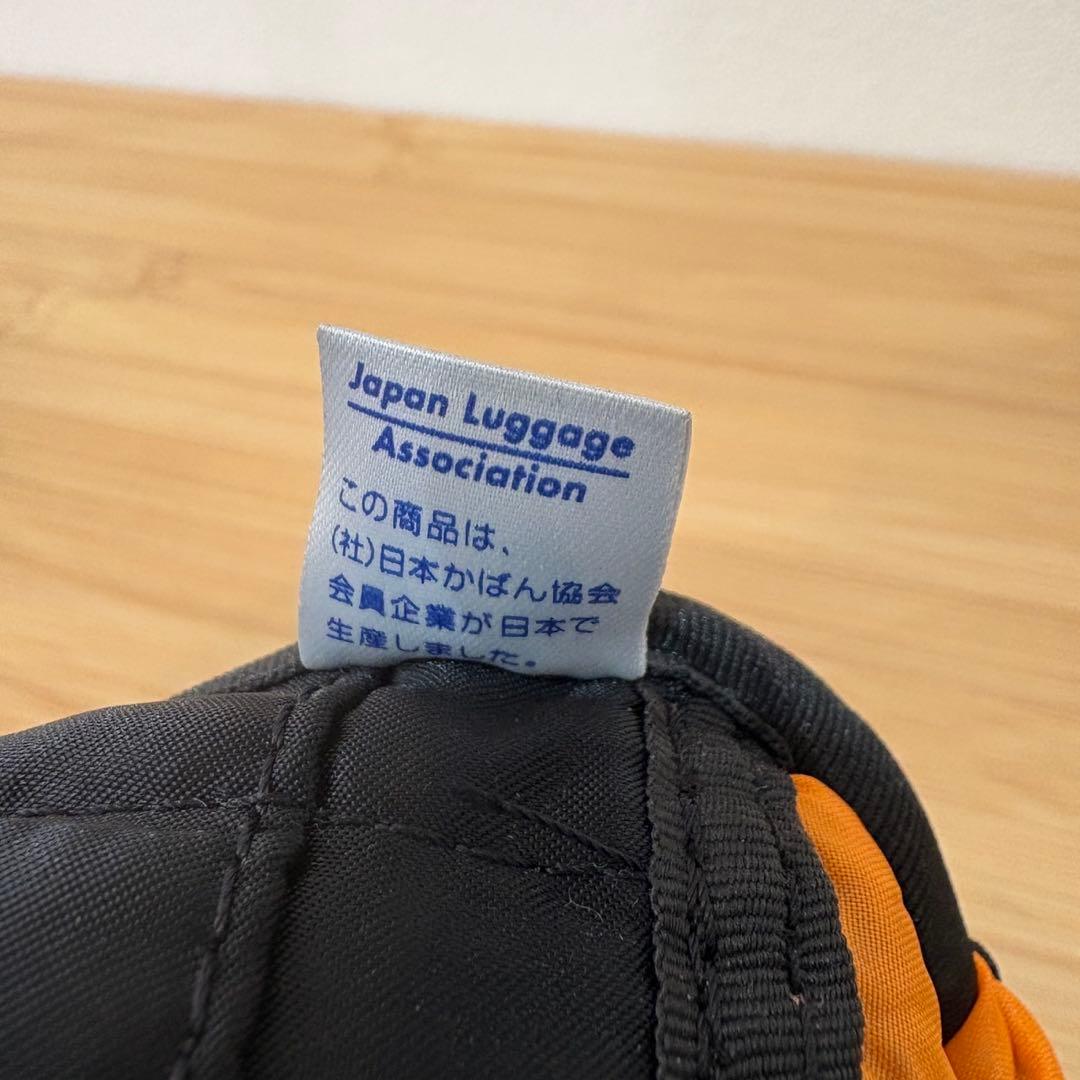 Japan Luggage
Association
この商品は、
(社)日本かばん協会
会員企業が日本で
生産しました。